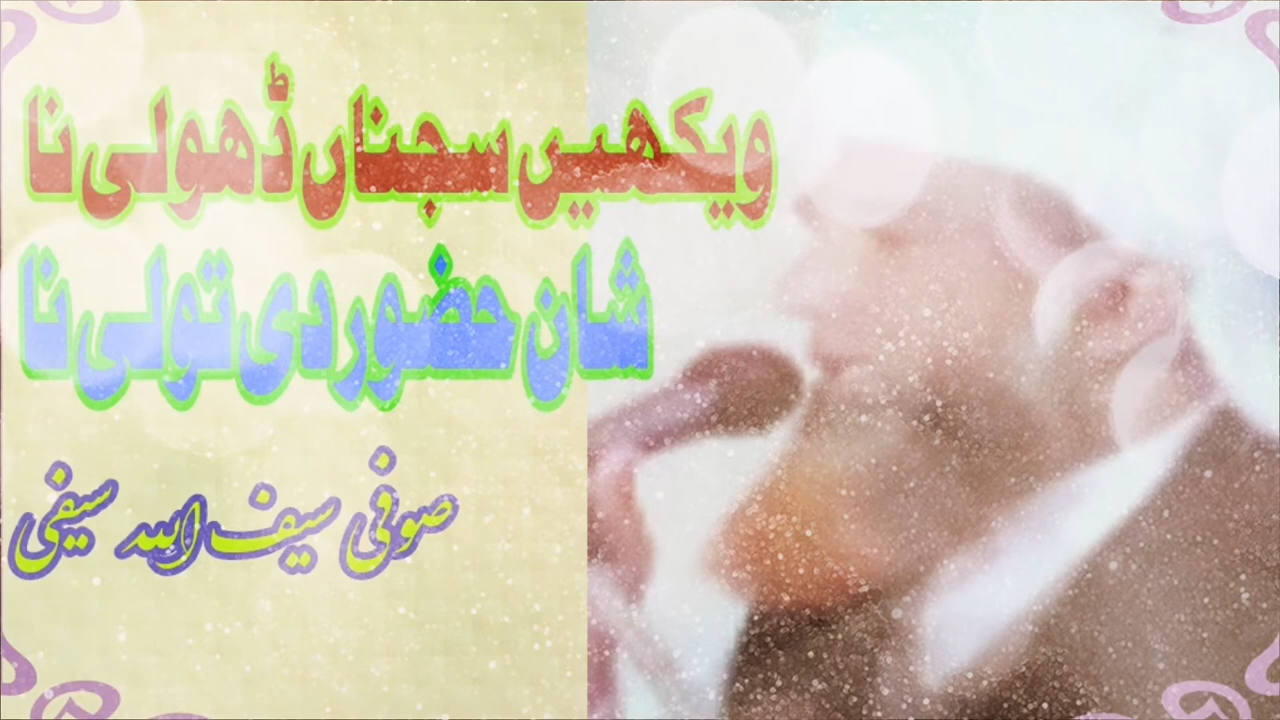 ویکھیں سجناں ڈھولی نا
شان حضور دی تولی نا
صوفی سیف اللہ سیفی